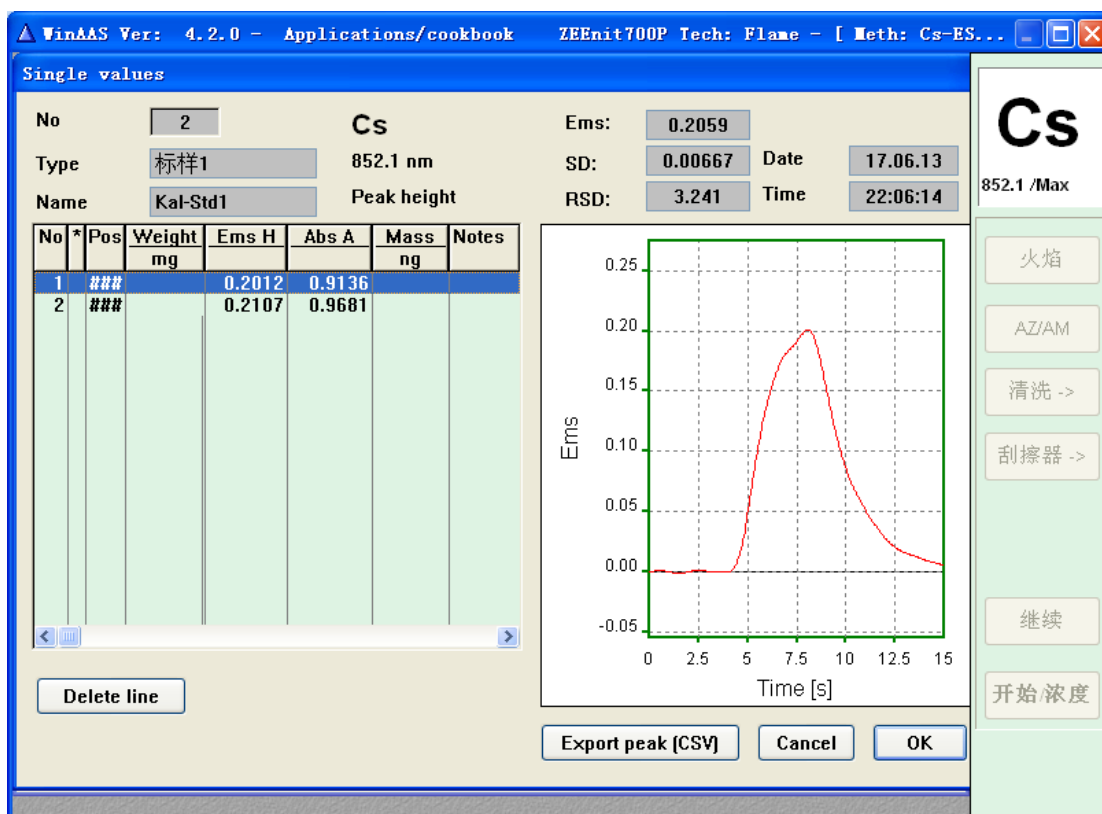 WinAAS Ver: 4.2.0 - Applications/cookbook ZEEnit700P Tech: Flame - [ Meth: Cs-ES...
Single values
No 2 Cs Ems: 0.2059
Type 标样1 852.1 nm SD: 0.00667 Date 17.06.13
Name Kal-Std1 Peak height RSD: 3.241 Time 22:06:14
No * Pos Weight Ems H Abs A Mass Notes
mg ng
1 ### 0.2012 0.9136
2 ### 0.2107 0.9681
Delete line
0.25
0.20
0.15
0.10
0.05
0.00
-0.05
Ems
0 2.5 5 7.5 10 12.5 15
Time [s]
Export peak (CSV) Cancel OK
Cs
852.1 /Max
火焰
AZ/AM
清洗 ->
刮擦器 ->
继续
开始/浓度